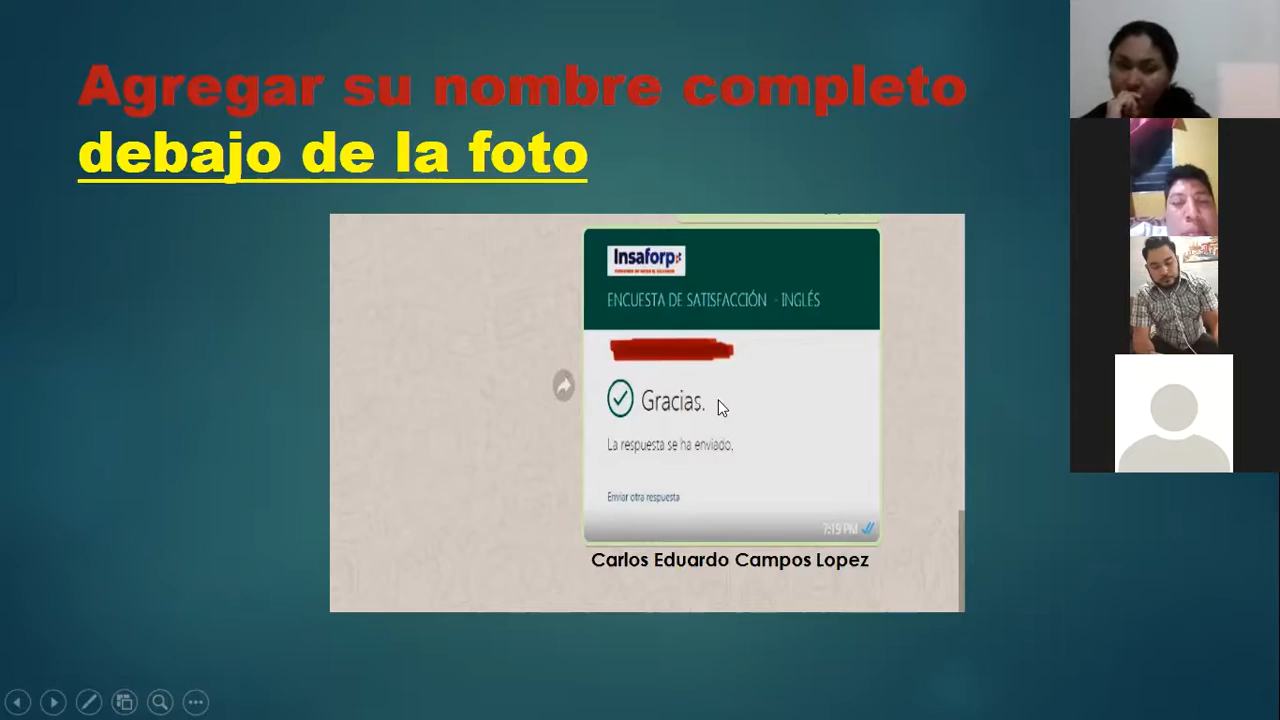 Agregar su nombre completo
debajo de la foto
Insaforp
ENCUESTA DE SATISFACCIÓN - INGLÉS
Gracias.
La respuesta se ha enviado.
Enviar otra respuesta
7:19 PM
Carlos Eduardo Campos Lopez